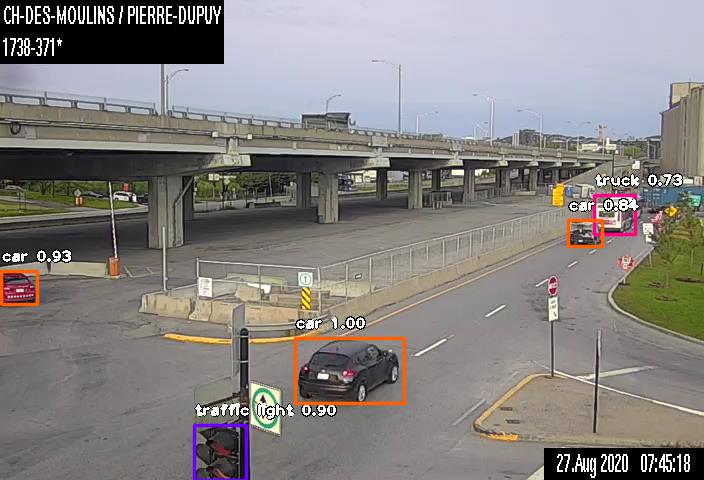 CH-DES-MOULINS / PIERRE-DUPUY
1738-371*
truck 0.73
car 0.84
car 0.93
car 1.00
traffic light 0.90
27.Aug 2020 07:45:18